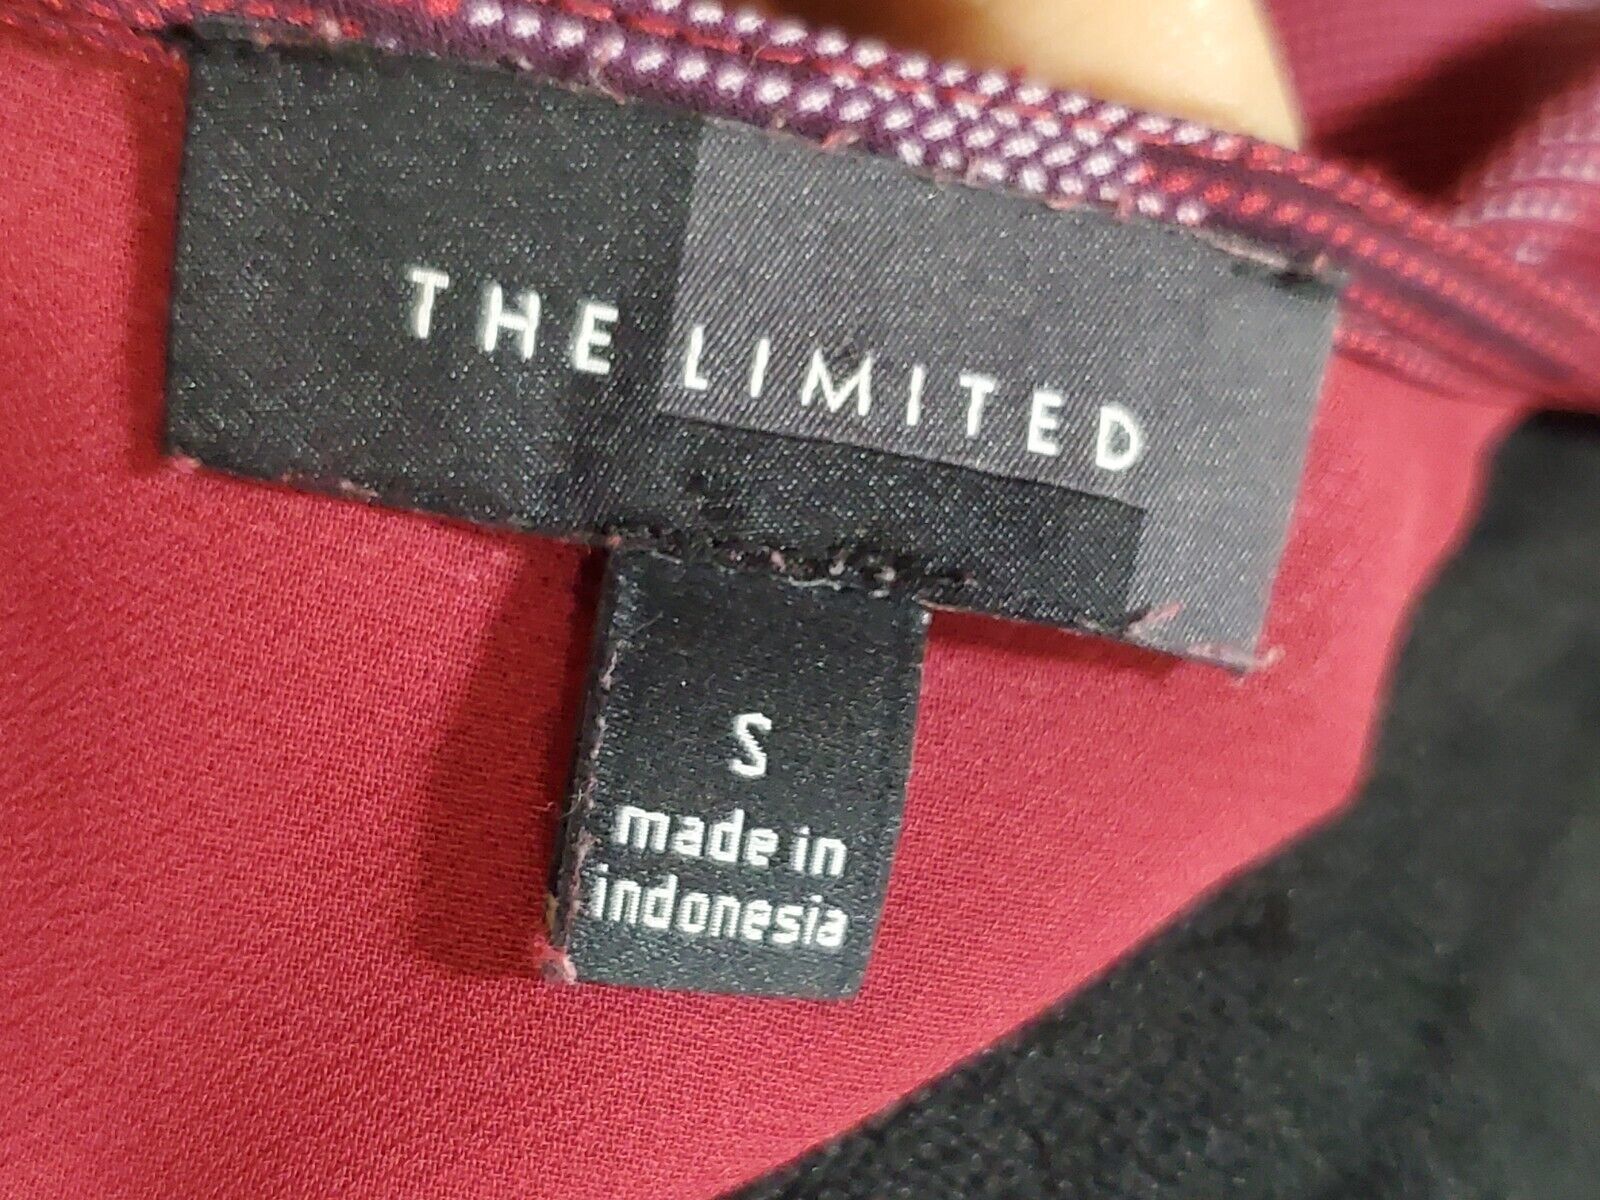 THE LIMITED
S
made in
indonesia